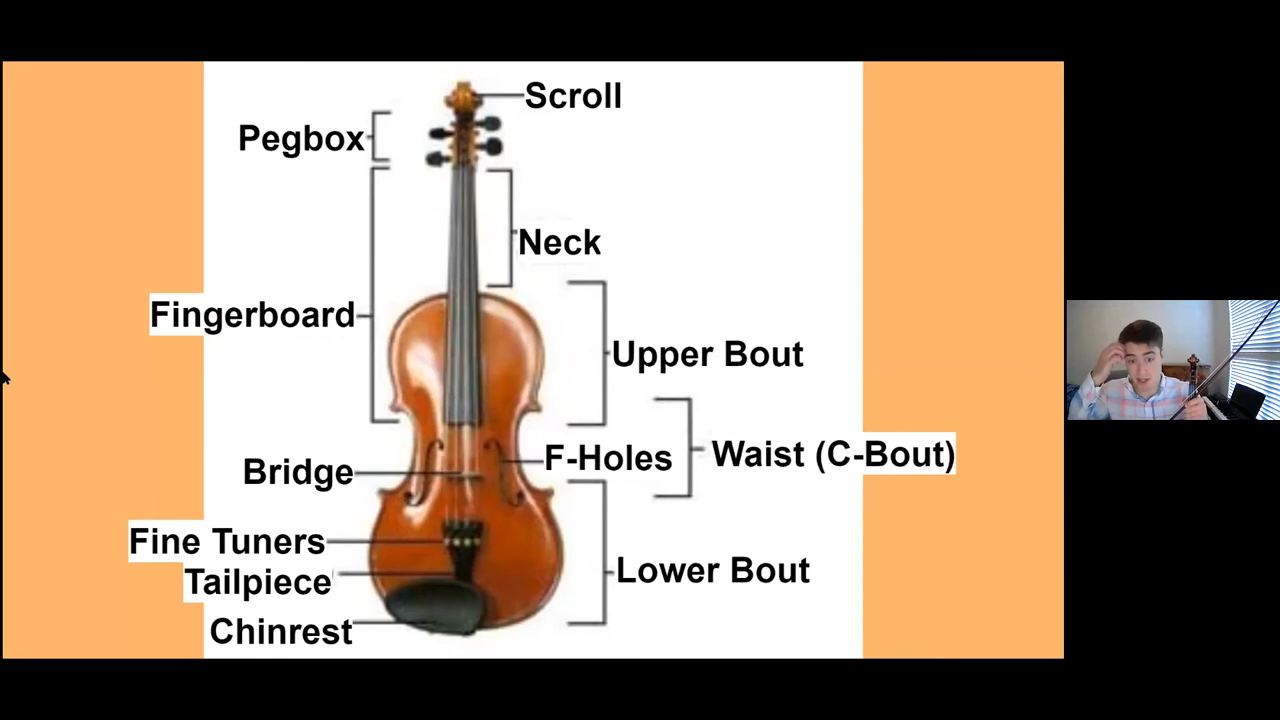 Scroll
Pegbox
Neck
Fingerboard
Upper Bout
Waist (C-Bout)
F-Holes
Bridge
Fine Tuners
Lower Bout
Tailpiece
Chinrest